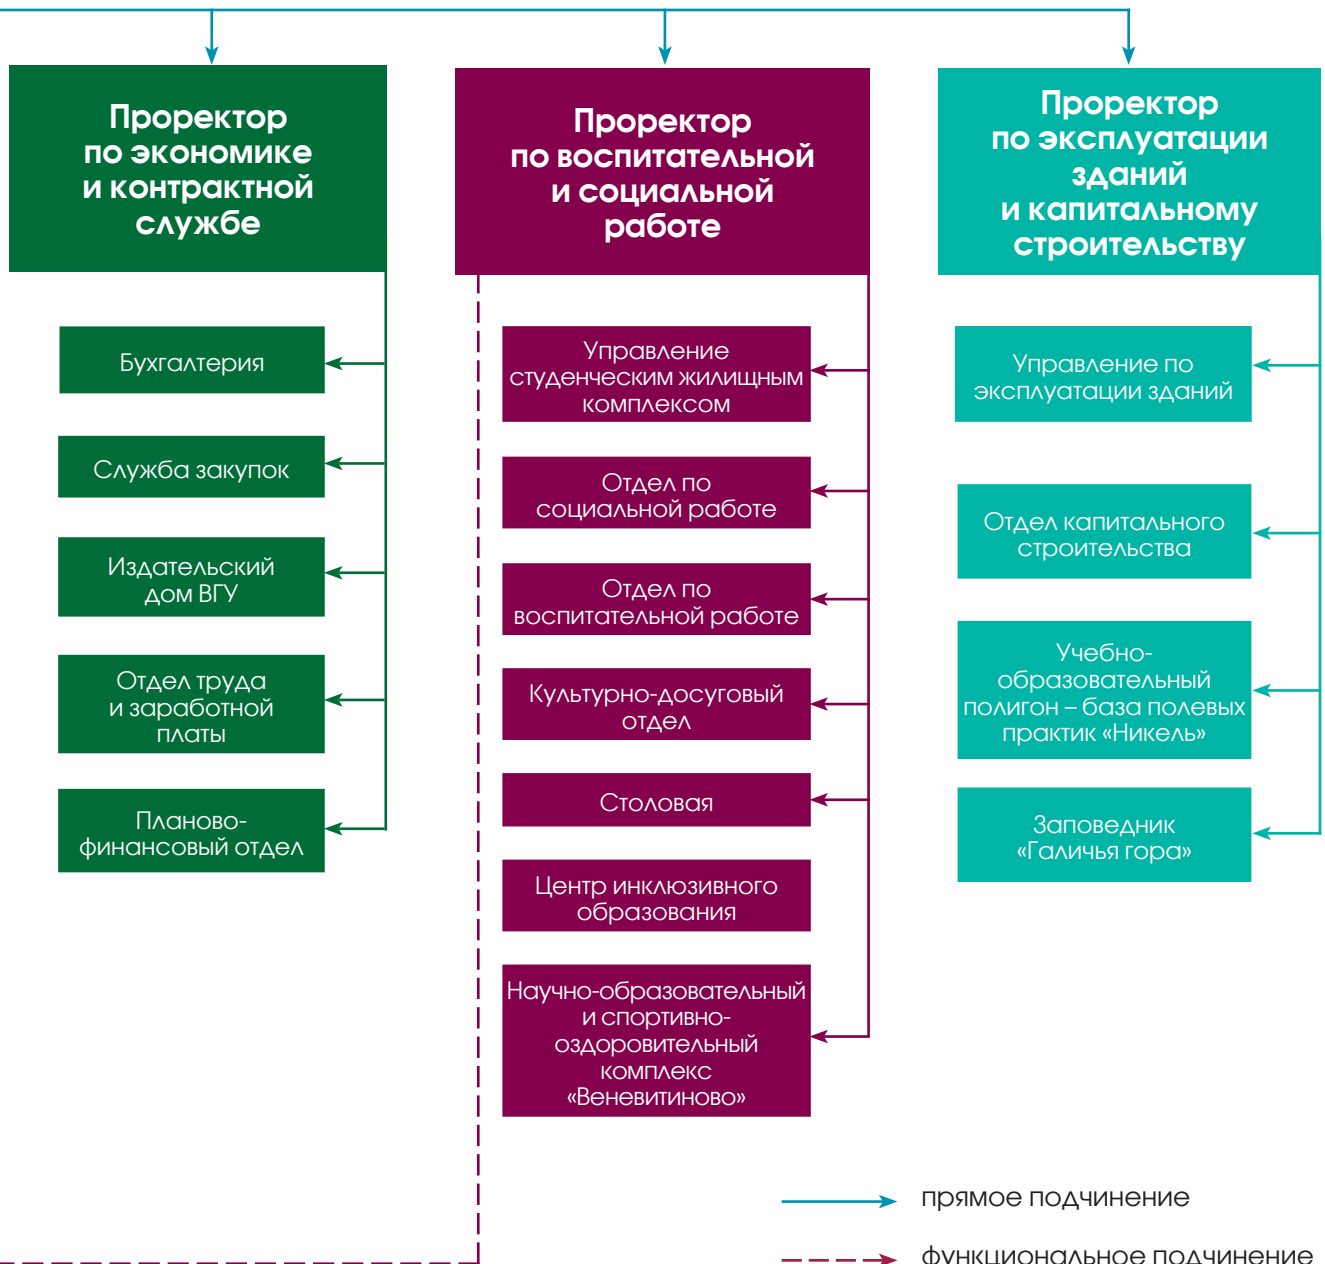 Проректор
по экономике
и контрактной
службе
Бухгалтерия
Служба закупок
Издательский
дом ВГУ
Отдел труда
и заработной
платы
Планово-
финансовый отдел
Проректор
по воспитательной
и социальной
работе
Управление
студенческим жилищным
комплексом
Отдел по
социальной работе
Отдел по
воспитательной работе
Культурно-досуговый
отдел
Столовая
Центр инклюзивного
образования
Научно-образовательный
и спортивно-
оздоровительный
комплекс
«Веневитиново»
Проректор
по эксплуатации
зданий
и капитальному
строительству
Управление по
эксплуатации зданий
Отдел капитального
строительства
Учебно-
образовательный
полигон – база полевых
практик «Никель»
Заповедник
«Галичья гора»
прямое подчинение
функциональное подчинение